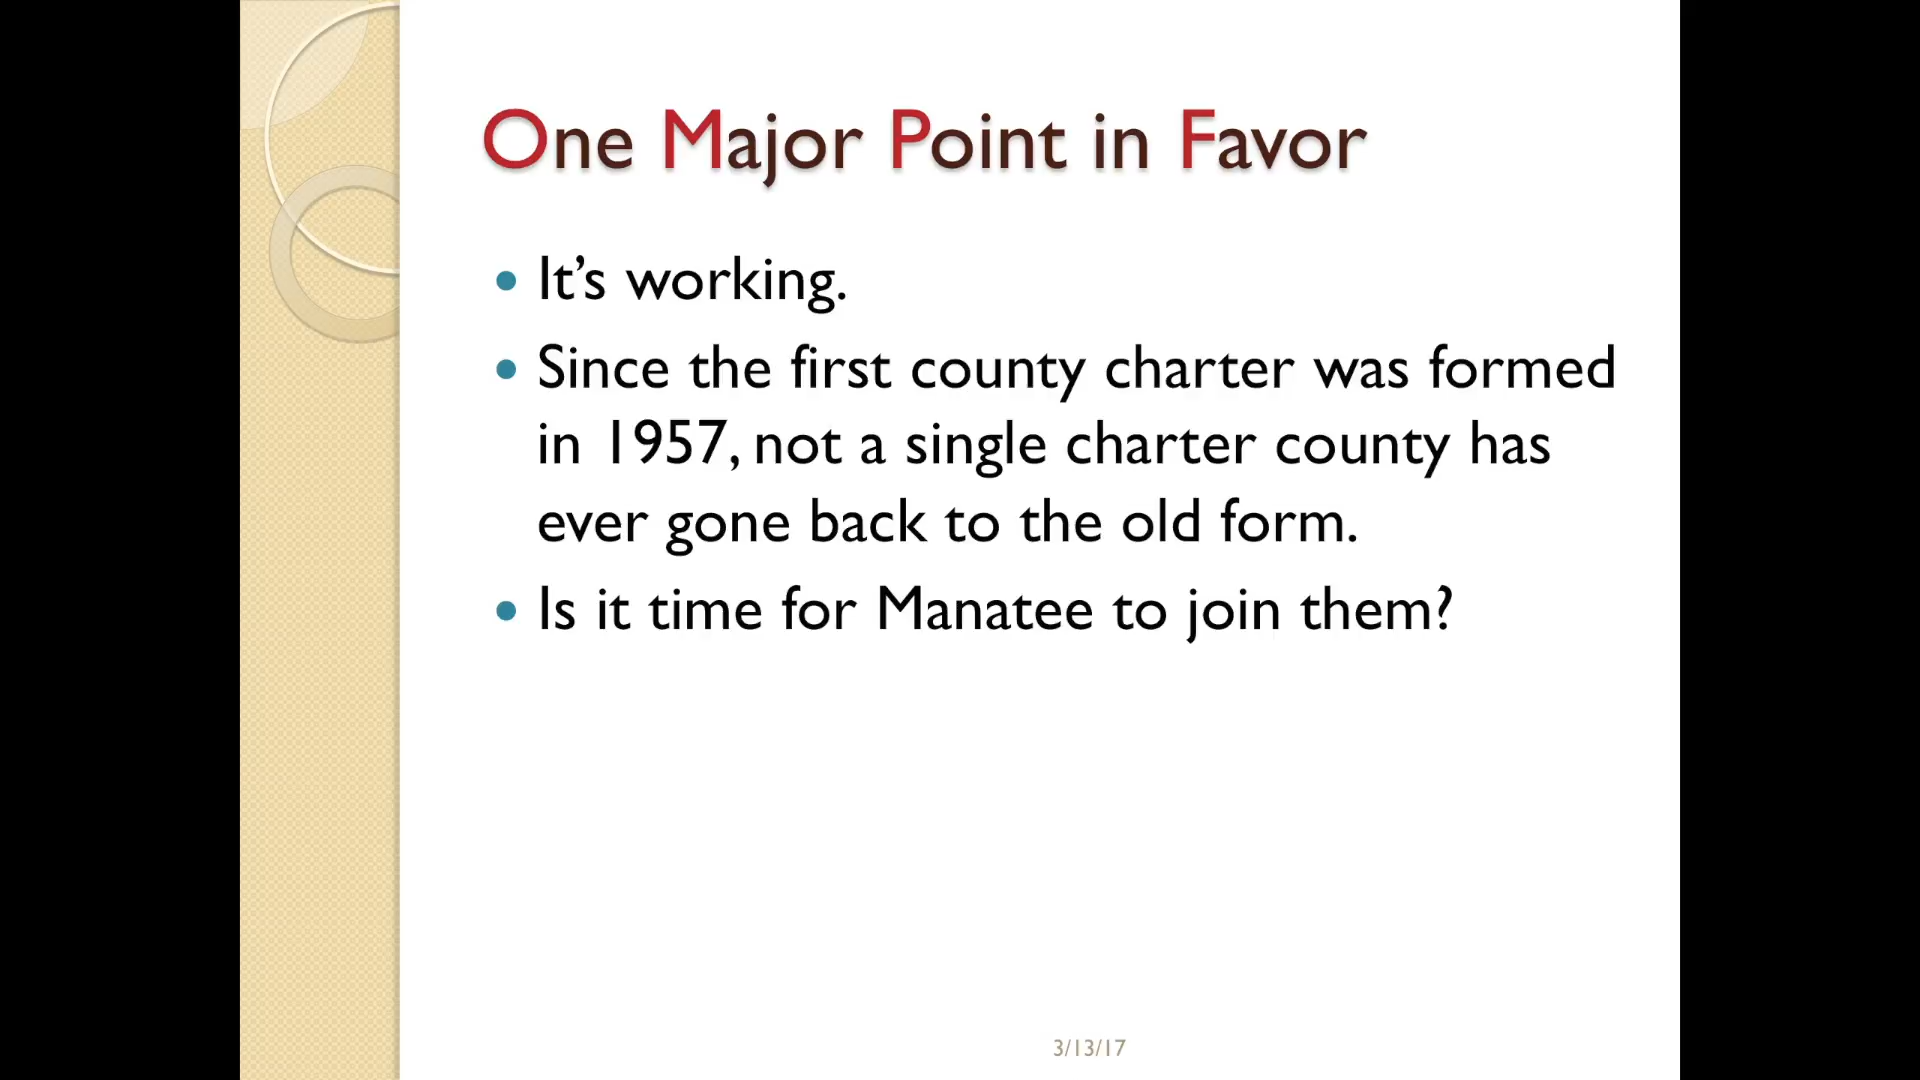 One Major Point in Favor
• It’s working.
• Since the first county charter was formed
in 1957, not a single charter county has
ever gone back to the old form.
• Is it time for Manatee to join them?
3/13/17